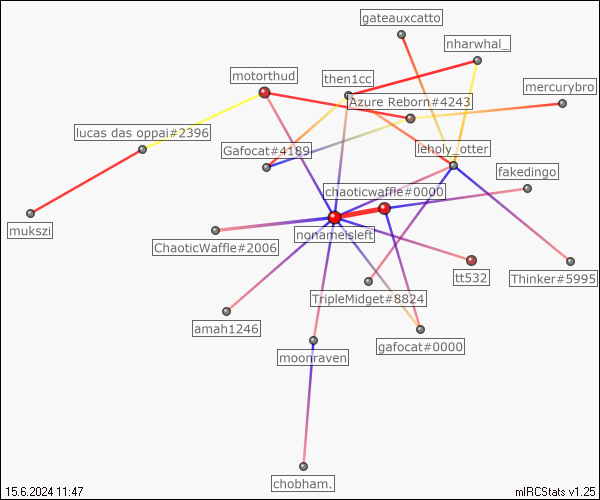 gateauxcatto
nharwhal_
motorthud
then1cc
mercurybro
Azure Reborn#4243
lucas das oppai#2396
Gafocat#4189
leholy_otter
fakedingo
chaoticwaffle#0000
mukszi
nonameisleft
ChaoticWaffle#2006
tt532
Thinker#5995
TripleMidget#8824
amah1246
gafocat#0000
moonraven
chobham.
15.6.2024 11:47
mIRCStats v1.25